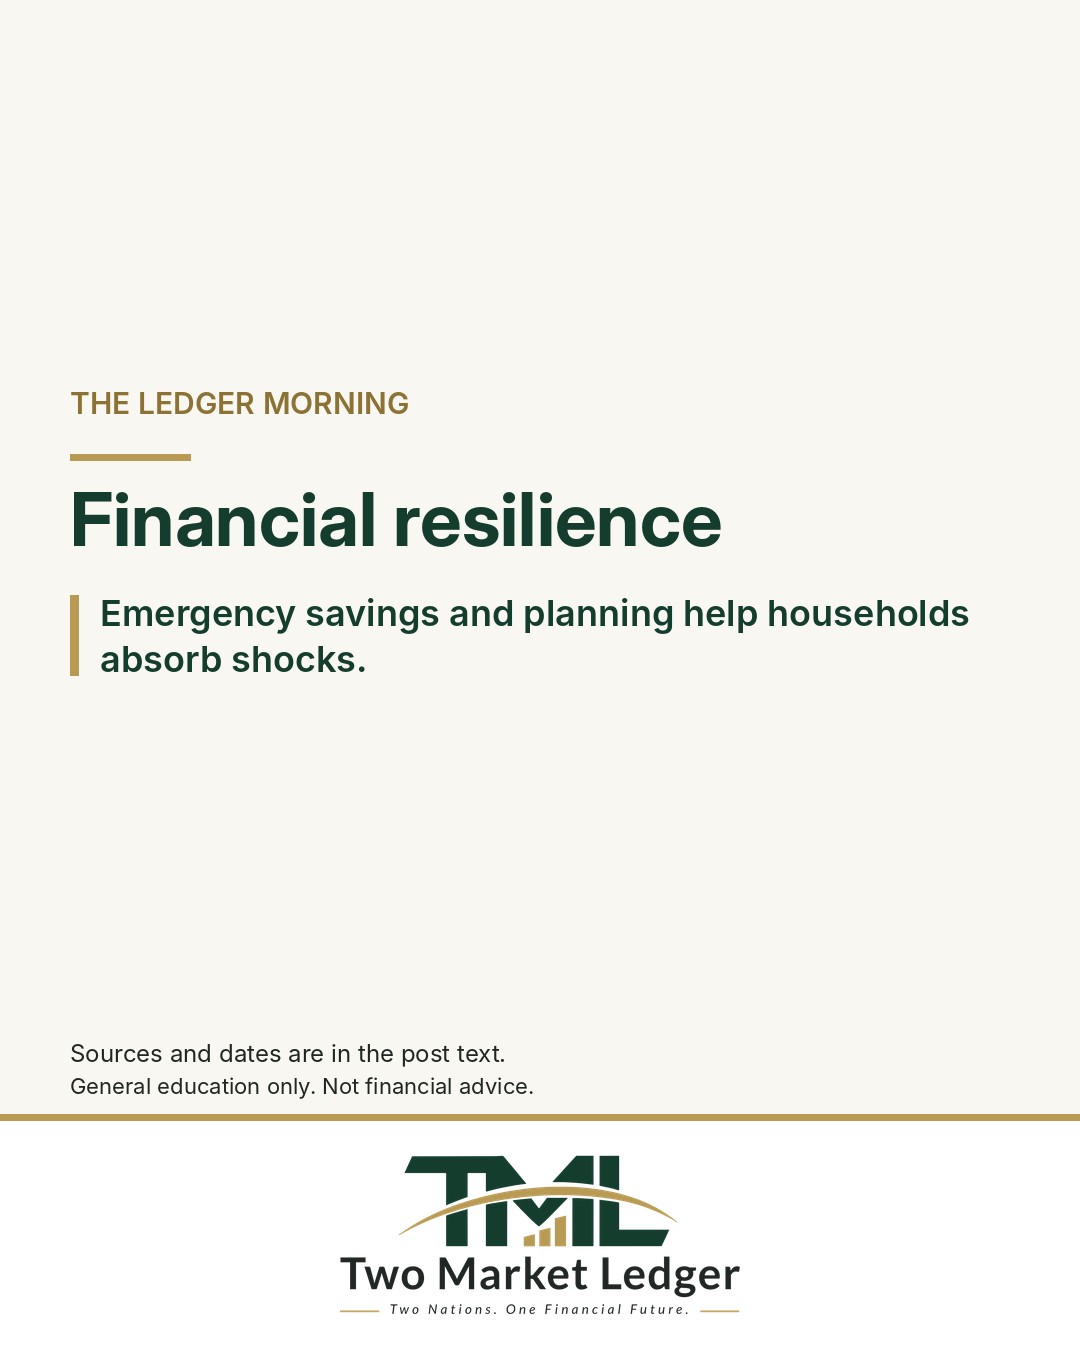 THE LEDGER MORNING
Financial resilience
Emergency savings and planning help households
absorb shocks.
Sources and dates are in the post text.
General education only. Not financial advice.
TML
Two Market Ledger
Two Nations. One Financial Future.